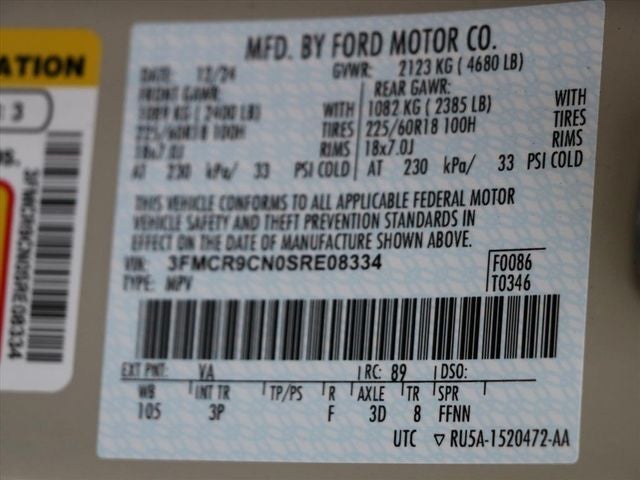 MFD. BY FORD MOTOR CO.
DATE: 12/24 GVWR: 2123 KG ( 4680 LB)
FRONT GAWR: REAR GAWR:
1089 KG ( 2400 LB) WITH 1082 KG ( 2385 LB) WITH
225/60R18 100H TIRES 225/60R18 100H TIRES
18x7.0J RIMS 18x7.0J RIMS
AT 230 kPa/ 33 PSI COLD AT 230 kPa/ 33 PSI COLD
THIS VEHICLE CONFORMS TO ALL APPLICABLE FEDERAL MOTOR
VEHICLE SAFETY AND THEFT PREVENTION STANDARDS IN
EFFECT ON THE DATE OF MANUFACTURE SHOWN ABOVE.
VIN: 3FMCR9CN0SRE08334 F0086
TYPE: MPV T0346
EXT PNT: VA RC: 89 DSO:
WB INT TR TP/PS R AXLE TR SPR
105 3P F 3D 8 FFNN
UTC ▽ RU5A-1520472-AA
ATION
: 3
3FMCR9CN0SRE08334